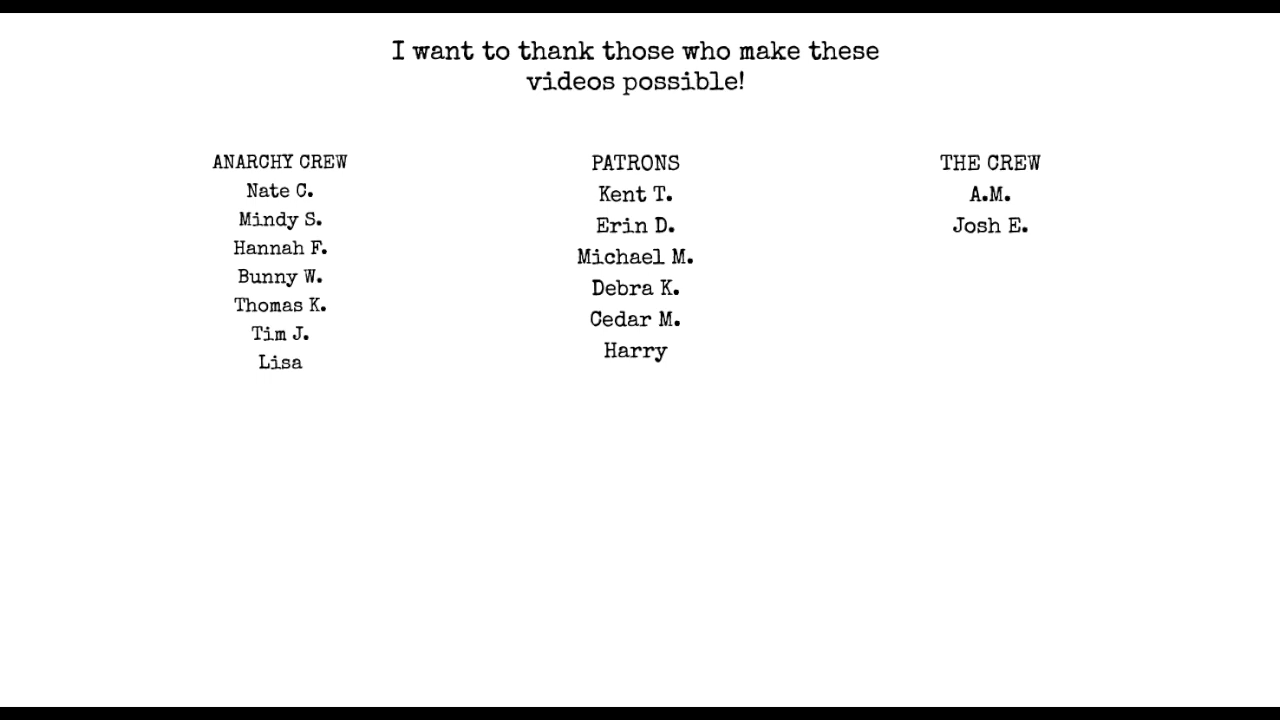 I want to thank those who make these
videos possible!
ANARCHY CREW
Nate C.
Mindy S.
Hannah F.
Bunny W.
Thomas K.
Tim J.
Lisa
PATRONS
Kent T.
Erin D.
Michael M.
Debra K.
Cedar M.
Harry
THE CREW
A.M.
Josh E.